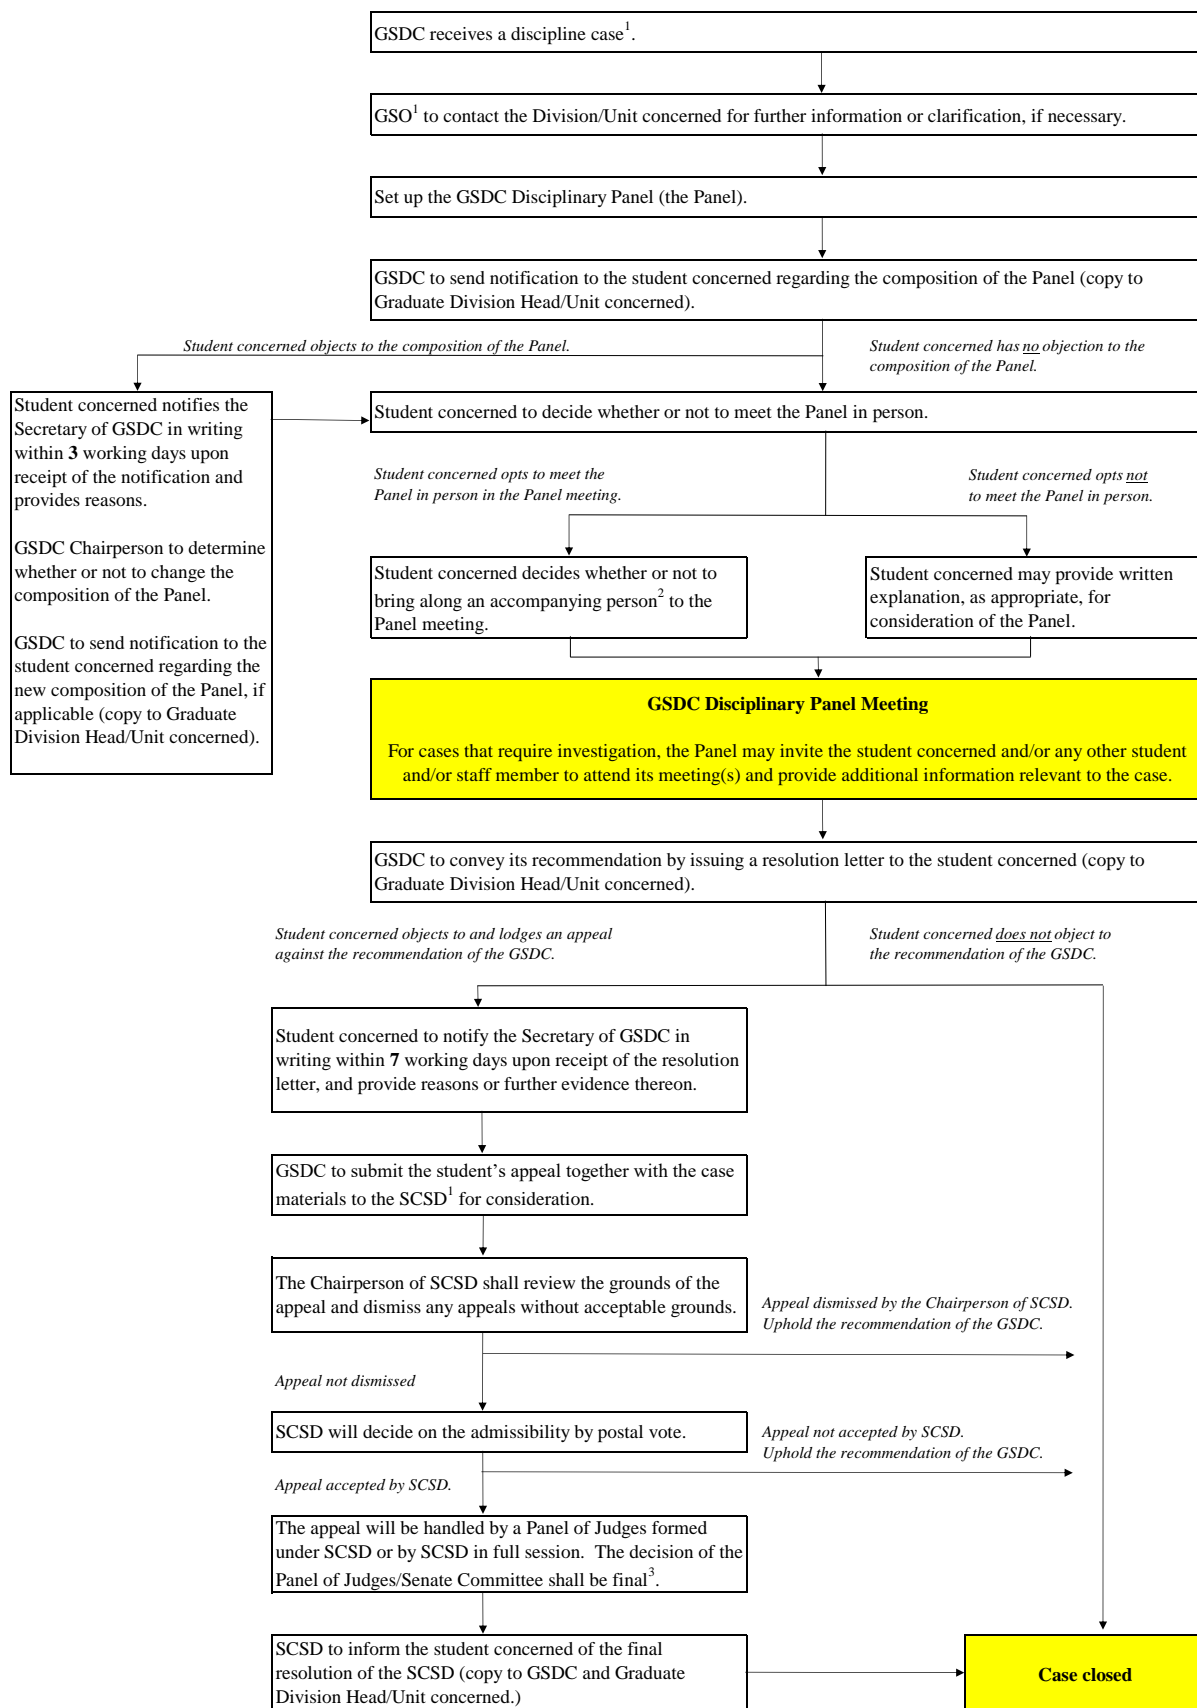 GSDC receives a discipline case1.
GSO1 to contact the Division/Unit concerned for further information or clarification, if necessary.
Set up the GSDC Disciplinary Panel (the Panel).
GSDC to send notification to the student concerned regarding the composition of the Panel (copy to
Graduate Division Head/Unit concerned).
Student concerned objects to the composition of the Panel.
Student concerned has no objection to the
composition of the Panel.
Student concerned notifies the
Secretary of GSDC in writing
within 3 working days upon
receipt of the notification and
provides reasons.
GSDC Chairperson to determine
whether or not to change the
composition of the Panel.
GSDC to send notification to the
student concerned regarding the
new composition of the Panel, if
applicable (copy to Graduate
Division Head/Unit concerned).
Student concerned to decide whether or not to meet the Panel in person.
Student concerned opts to meet the
Panel in person in the Panel meeting.
Student concerned opts not
to meet the Panel in person.
Student concerned decides whether or not to
bring along an accompanying person2 to the
Panel meeting.
Student concerned may provide written
explanation, as appropriate, for
consideration of the Panel.
GSDC Disciplinary Panel Meeting
For cases that require investigation, the Panel may invite the student concerned and/or any other student
and/or staff member to attend its meeting(s) and provide additional information relevant to the case.
GSDC to convey its recommendation by issuing a resolution letter to the student concerned (copy to
Graduate Division Head/Unit concerned).
Student concerned objects to and lodges an appeal
against the recommendation of the GSDC.
Student concerned does not object to
the recommendation of the GSDC.
Student concerned to notify the Secretary of GSDC in
writing within 7 working days upon receipt of the resolution
letter, and provide reasons or further evidence thereon.
GSDC to submit the student’s appeal together with the case
materials to the SCSD1 for consideration.
The Chairperson of SCSD shall review the grounds of the
appeal and dismiss any appeals without acceptable grounds.
Appeal dismissed by the Chairperson of SCSD.
Uphold the recommendation of the GSDC.
Appeal not dismissed
SCSD will decide on the admissibility by postal vote.
Appeal not accepted by SCSD.
Uphold the recommendation of the GSDC.
Appeal accepted by SCSD.
The appeal will be handled by a Panel of Judges formed
under SCSD or by SCSD in full session.  The decision of the
Panel of Judges/Senate Committee shall be final3.
SCSD to inform the student concerned of the final
resolution of the SCSD (copy to GSDC and Graduate
Division Head/Unit concerned.)
Case closed